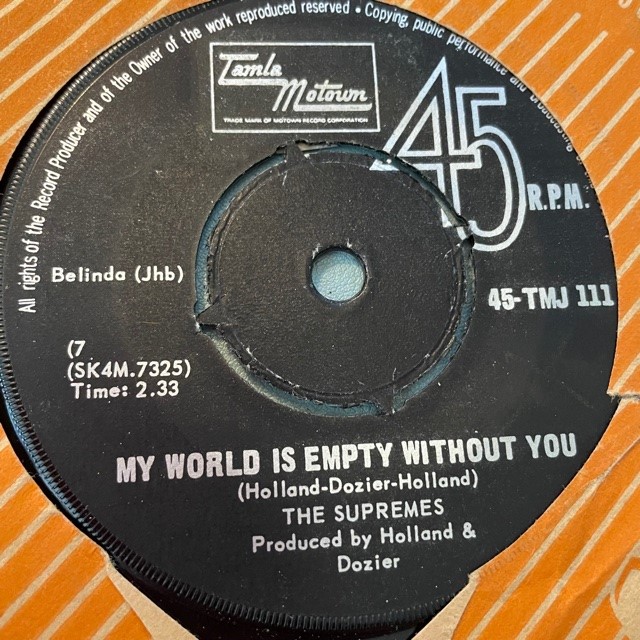 All rights of the Record Producer and of the Owner of the work reproduced reserved • Copying, public performance and broadcasting
Tamla
Motown
TRADE MARK OF MOTOWN RECORD CORPORATION
45
R.P.M.
Belinda (Jhb)
45-TMJ 111
(7
(SK4M.7325)
Time: 2.33
MY WORLD IS EMPTY WITHOUT YOU
(Holland-Dozier-Holland)
THE SUPREMES
Produced by Holland &
Dozier